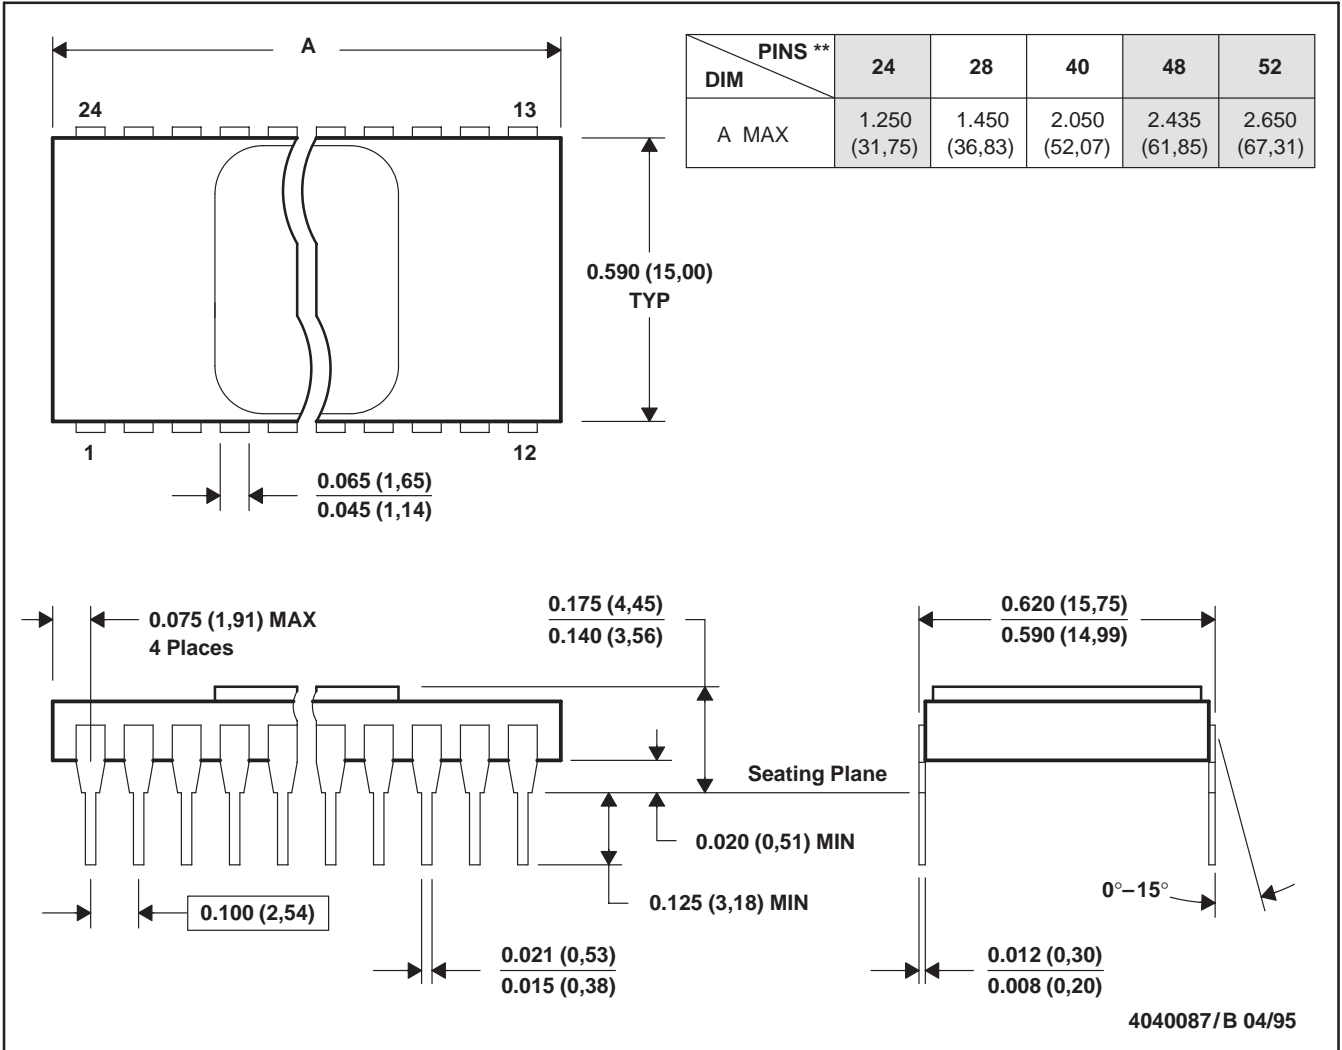 A
PINS **
DIM
24 28 40 48 52
A MAX
1.250 1.450 2.050 2.435 2.650
(31,75) (36,83) (52,07) (61,85) (67,31)
24 13
0.590 (15,00)
TYP
1 12
0.065 (1,65)
0.045 (1,14)
0.075 (1,91) MAX
4 Places
0.175 (4,45)
0.140 (3,56)
0.620 (15,75)
0.590 (14,99)
Seating Plane
0.020 (0,51) MIN
0.125 (3,18) MIN
0°–15°
0.100 (2,54)
0.021 (0,53)
0.015 (0,38)
0.012 (0,30)
0.008 (0,20)
4040087/B 04/95